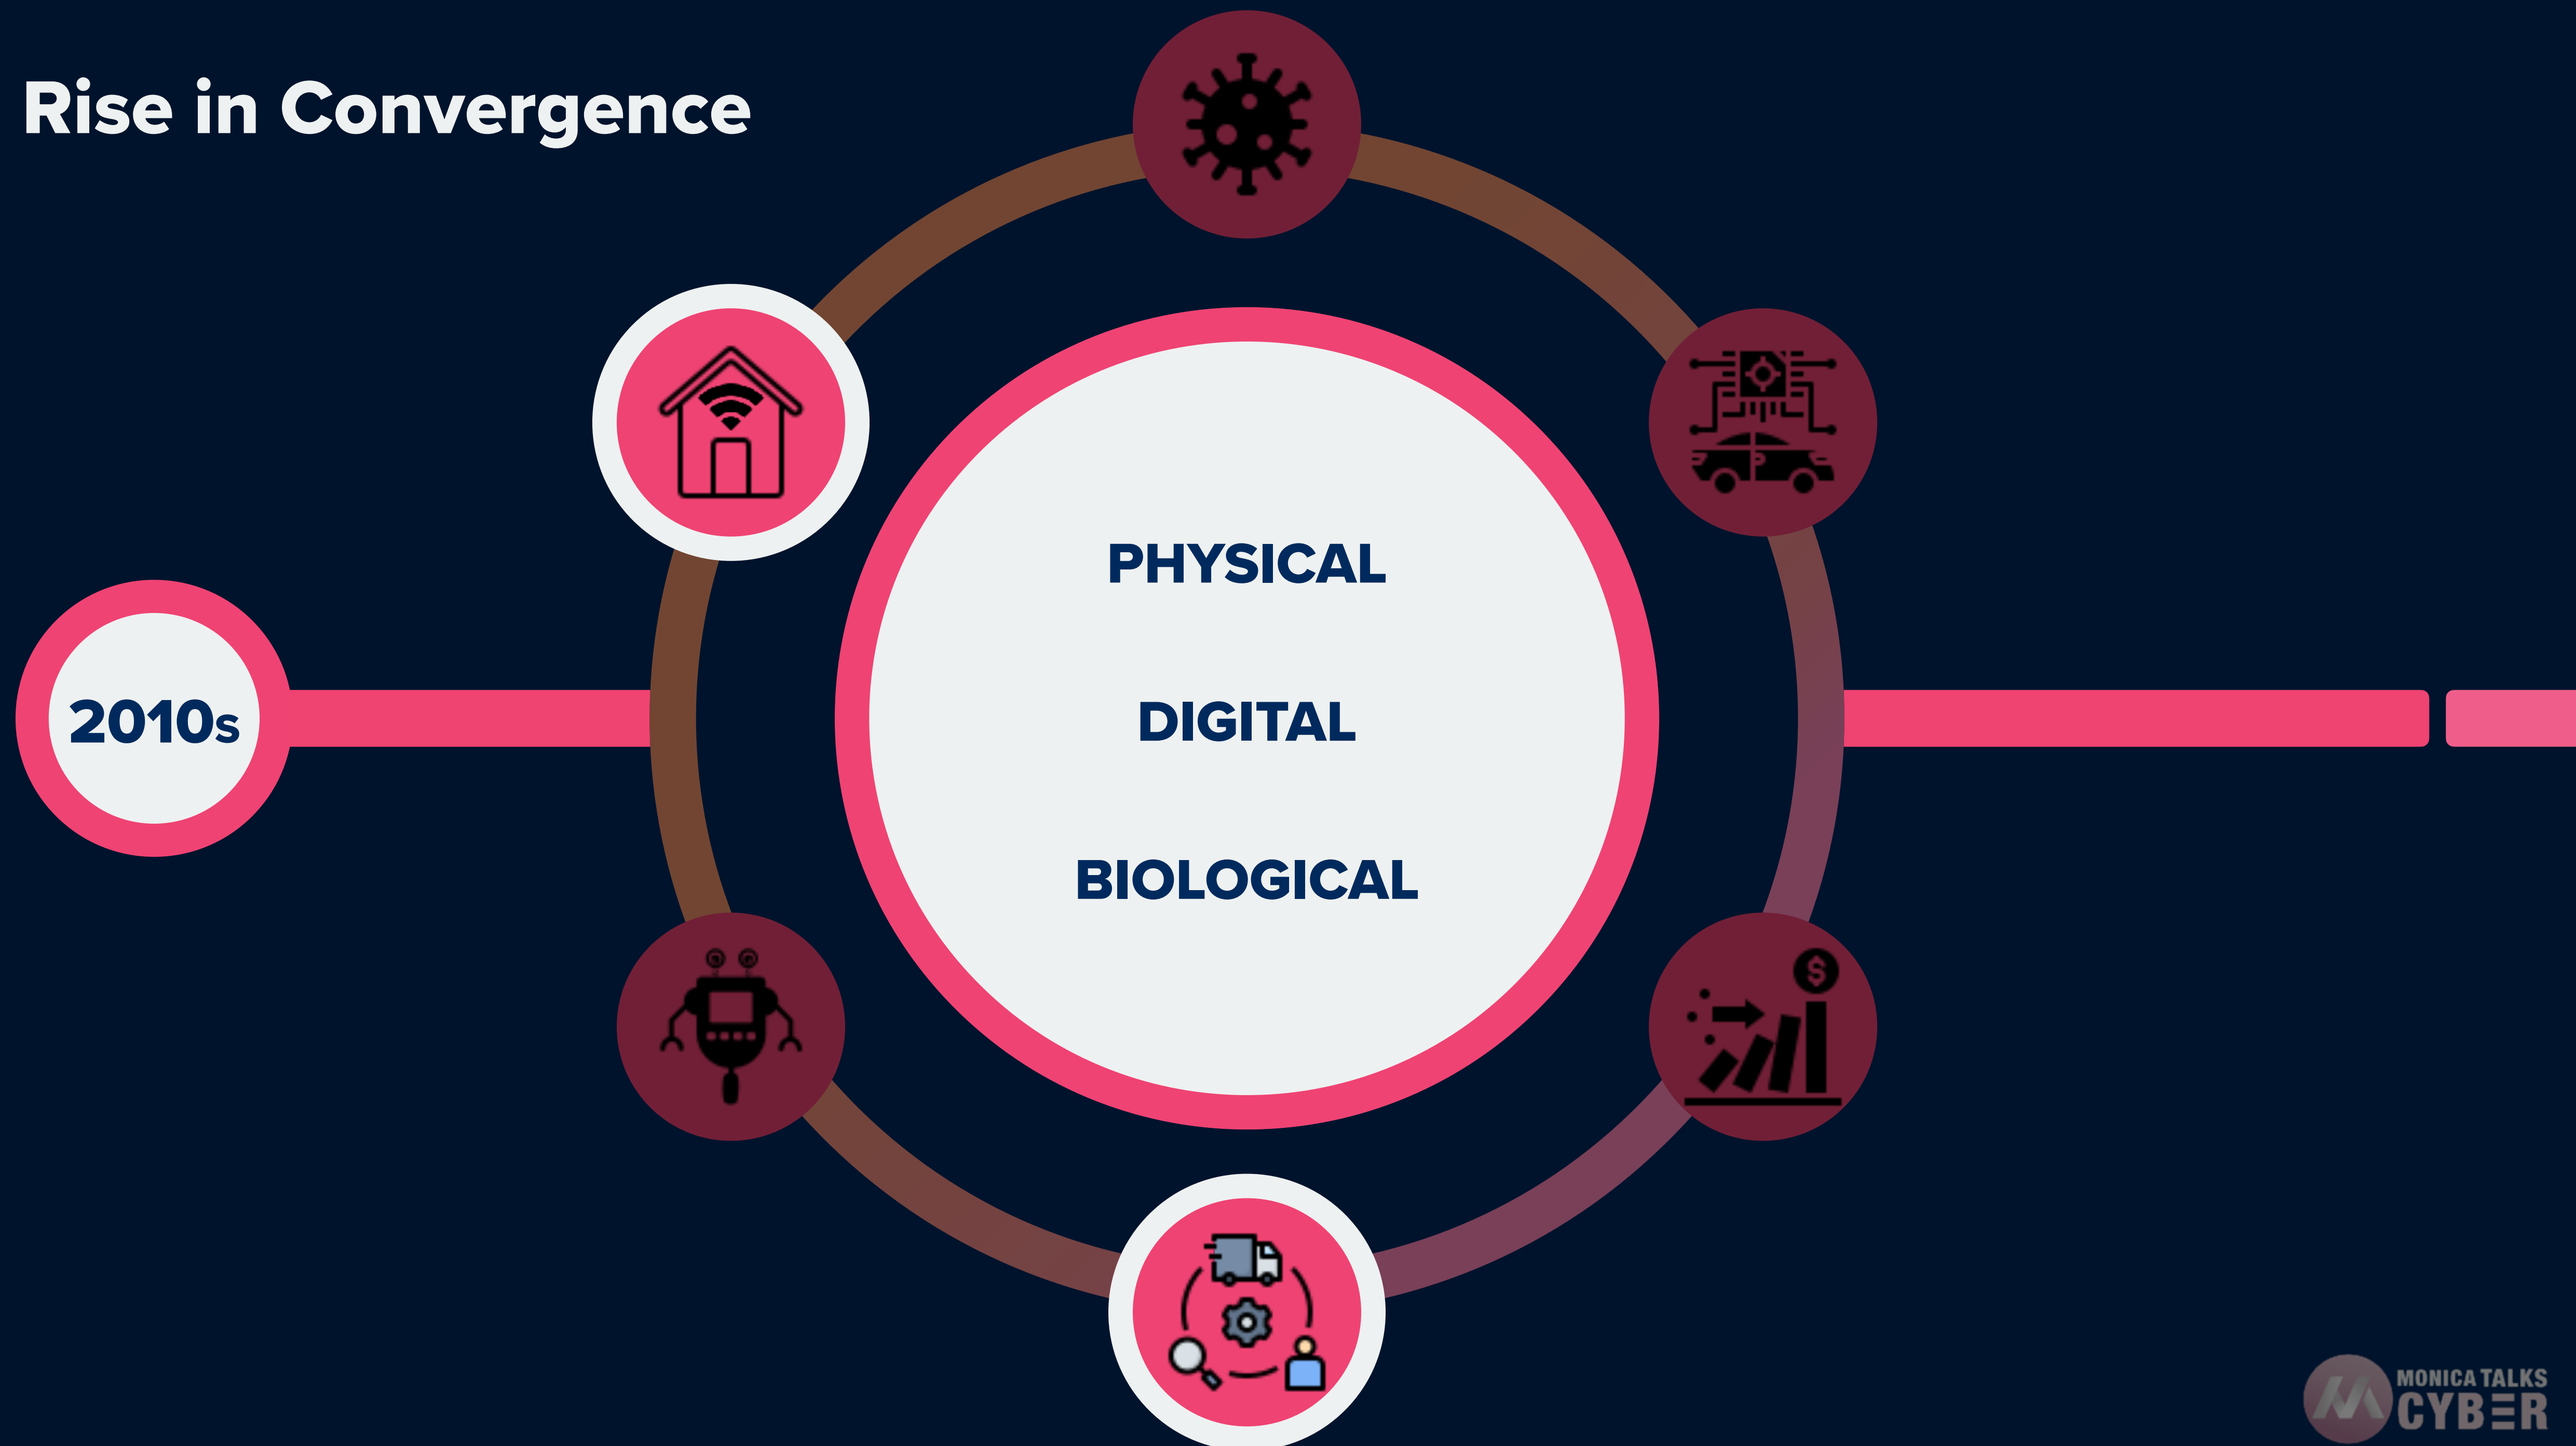 Rise in Convergence
2010s
PHYSICAL
DIGITAL
BIOLOGICAL
$
MONICA TALKS
CYBER